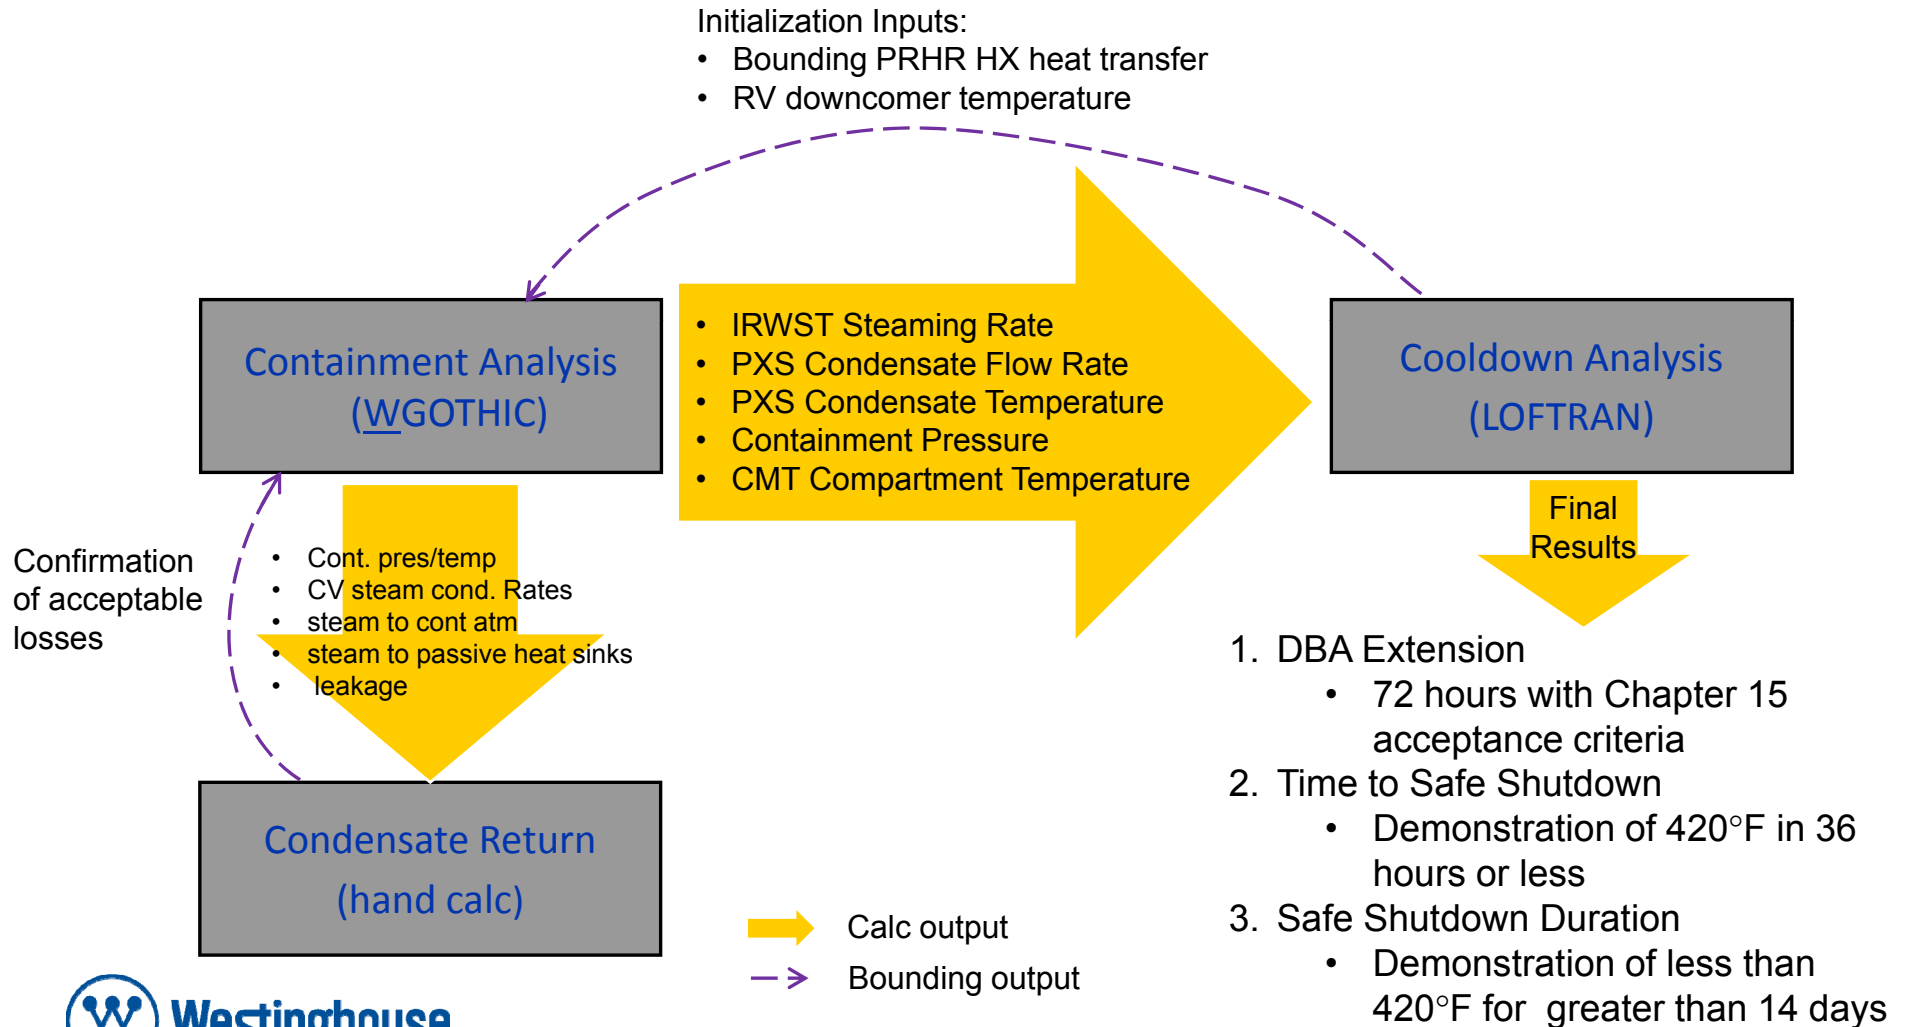 Initialization Inputs:
• Bounding PRHR HX heat transfer
• RV downcomer temperature
Containment Analysis
(WGOTHIC)
• IRWST Steaming Rate
• PXS Condensate Flow Rate
• PXS Condensate Temperature
• Containment Pressure
• CMT Compartment Temperature
Cooldown Analysis
(LOFTRAN)
Final
Results
Confirmation
of acceptable
losses
• Cont. pres/temp
• CV steam cond. Rates
• steam to cont atm
• steam to passive heat sinks
• leakage
Condensate Return
(hand calc)
1. DBA Extension
• 72 hours with Chapter 15
acceptance criteria
2. Time to Safe Shutdown
• Demonstration of 420°F in 36
hours or less
3. Safe Shutdown Duration
• Demonstration of less than
420°F for greater than 14 days
Calc output
Bounding output
Westinghouse